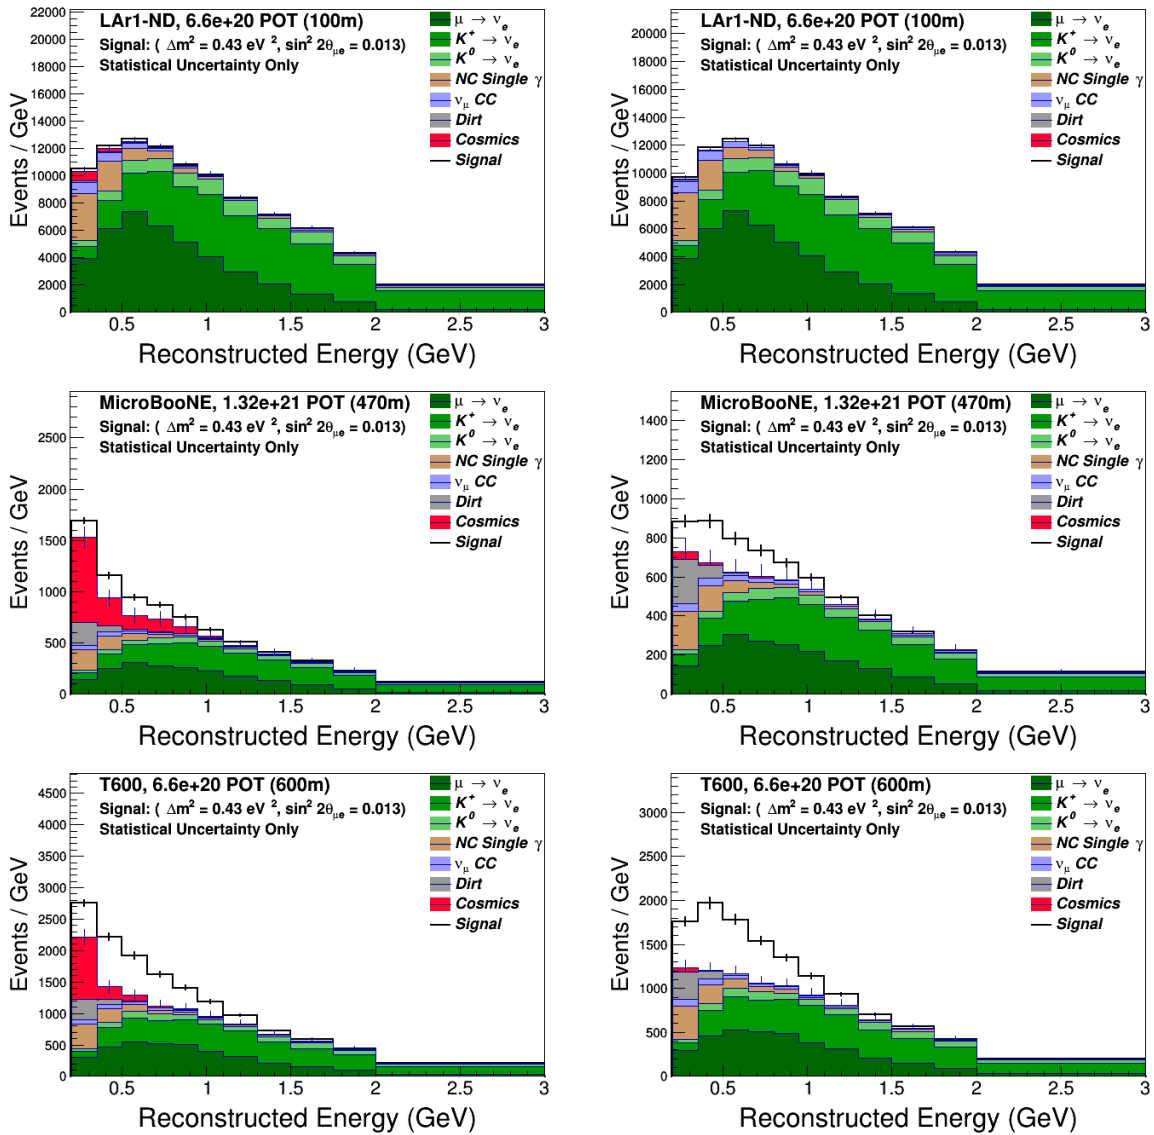 LAr1-ND, 6.6e+20 POT (100m)
Signal: ( Δm² = 0.43 eV ², sin² 2θμe = 0.013)
Statistical Uncertainty Only
μ → νe
K⁺ → νe
K⁰ → νe
NC Single γ
νμ CC
Dirt
Cosmics
Signal
Events / GeV
22000
20000
18000
16000
14000
12000
10000
8000
6000
4000
2000
0
0.5 1 1.5 2 2.5 3
Reconstructed Energy (GeV)
LAr1-ND, 6.6e+20 POT (100m)
Signal: ( Δm² = 0.43 eV ², sin² 2θμe = 0.013)
Statistical Uncertainty Only
μ → νe
K⁺ → νe
K⁰ → νe
NC Single γ
νμ CC
Dirt
Cosmics
Signal
Events / GeV
20000
18000
16000
14000
12000
10000
8000
6000
4000
2000
0
0.5 1 1.5 2 2.5 3
Reconstructed Energy (GeV)
MicroBooNE, 1.32e+21 POT (470m)
Signal: ( Δm² = 0.43 eV ², sin² 2θμe = 0.013)
Statistical Uncertainty Only
μ → νe
K⁺ → νe
K⁰ → νe
NC Single γ
νμ CC
Dirt
Cosmics
Signal
Events / GeV
2500
2000
1500
1000
500
0
0.5 1 1.5 2 2.5 3
Reconstructed Energy (GeV)
MicroBooNE, 1.32e+21 POT (470m)
Signal: ( Δm² = 0.43 eV ², sin² 2θμe = 0.013)
Statistical Uncertainty Only
μ → νe
K⁺ → νe
K⁰ → νe
NC Single γ
νμ CC
Dirt
Cosmics
Signal
Events / GeV
1400
1200
1000
800
600
400
200
0
0.5 1 1.5 2 2.5 3
Reconstructed Energy (GeV)
T600, 6.6e+20 POT (600m)
Signal: ( Δm² = 0.43 eV ², sin² 2θμe = 0.013)
Statistical Uncertainty Only
μ → νe
K⁺ → νe
K⁰ → νe
NC Single γ
νμ CC
Dirt
Cosmics
Signal
Events / GeV
4500
4000
3500
3000
2500
2000
1500
1000
500
0
0.5 1 1.5 2 2.5 3
Reconstructed Energy (GeV)
T600, 6.6e+20 POT (600m)
Signal: ( Δm² = 0.43 eV ², sin² 2θμe = 0.013)
Statistical Uncertainty Only
μ → νe
K⁺ → νe
K⁰ → νe
NC Single γ
νμ CC
Dirt
Cosmics
Signal
Events / GeV
3000
2500
2000
1500
1000
500
0
0.5 1 1.5 2 2.5 3
Reconstructed Energy (GeV)